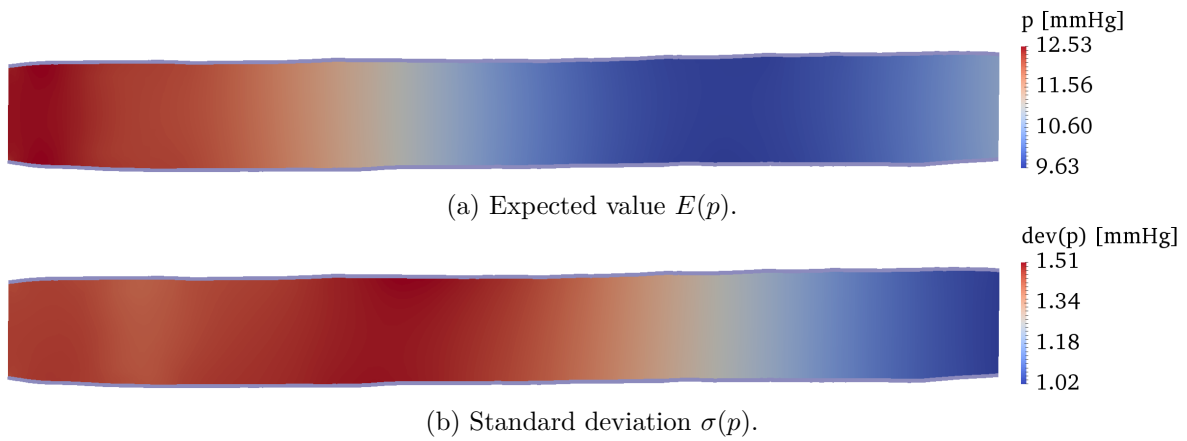 p [mmHg]
12.53
11.56
10.60
9.63
(a) Expected value E(p).
dev(p) [mmHg]
1.51
1.34
1.18
1.02
(b) Standard deviation σ(p).